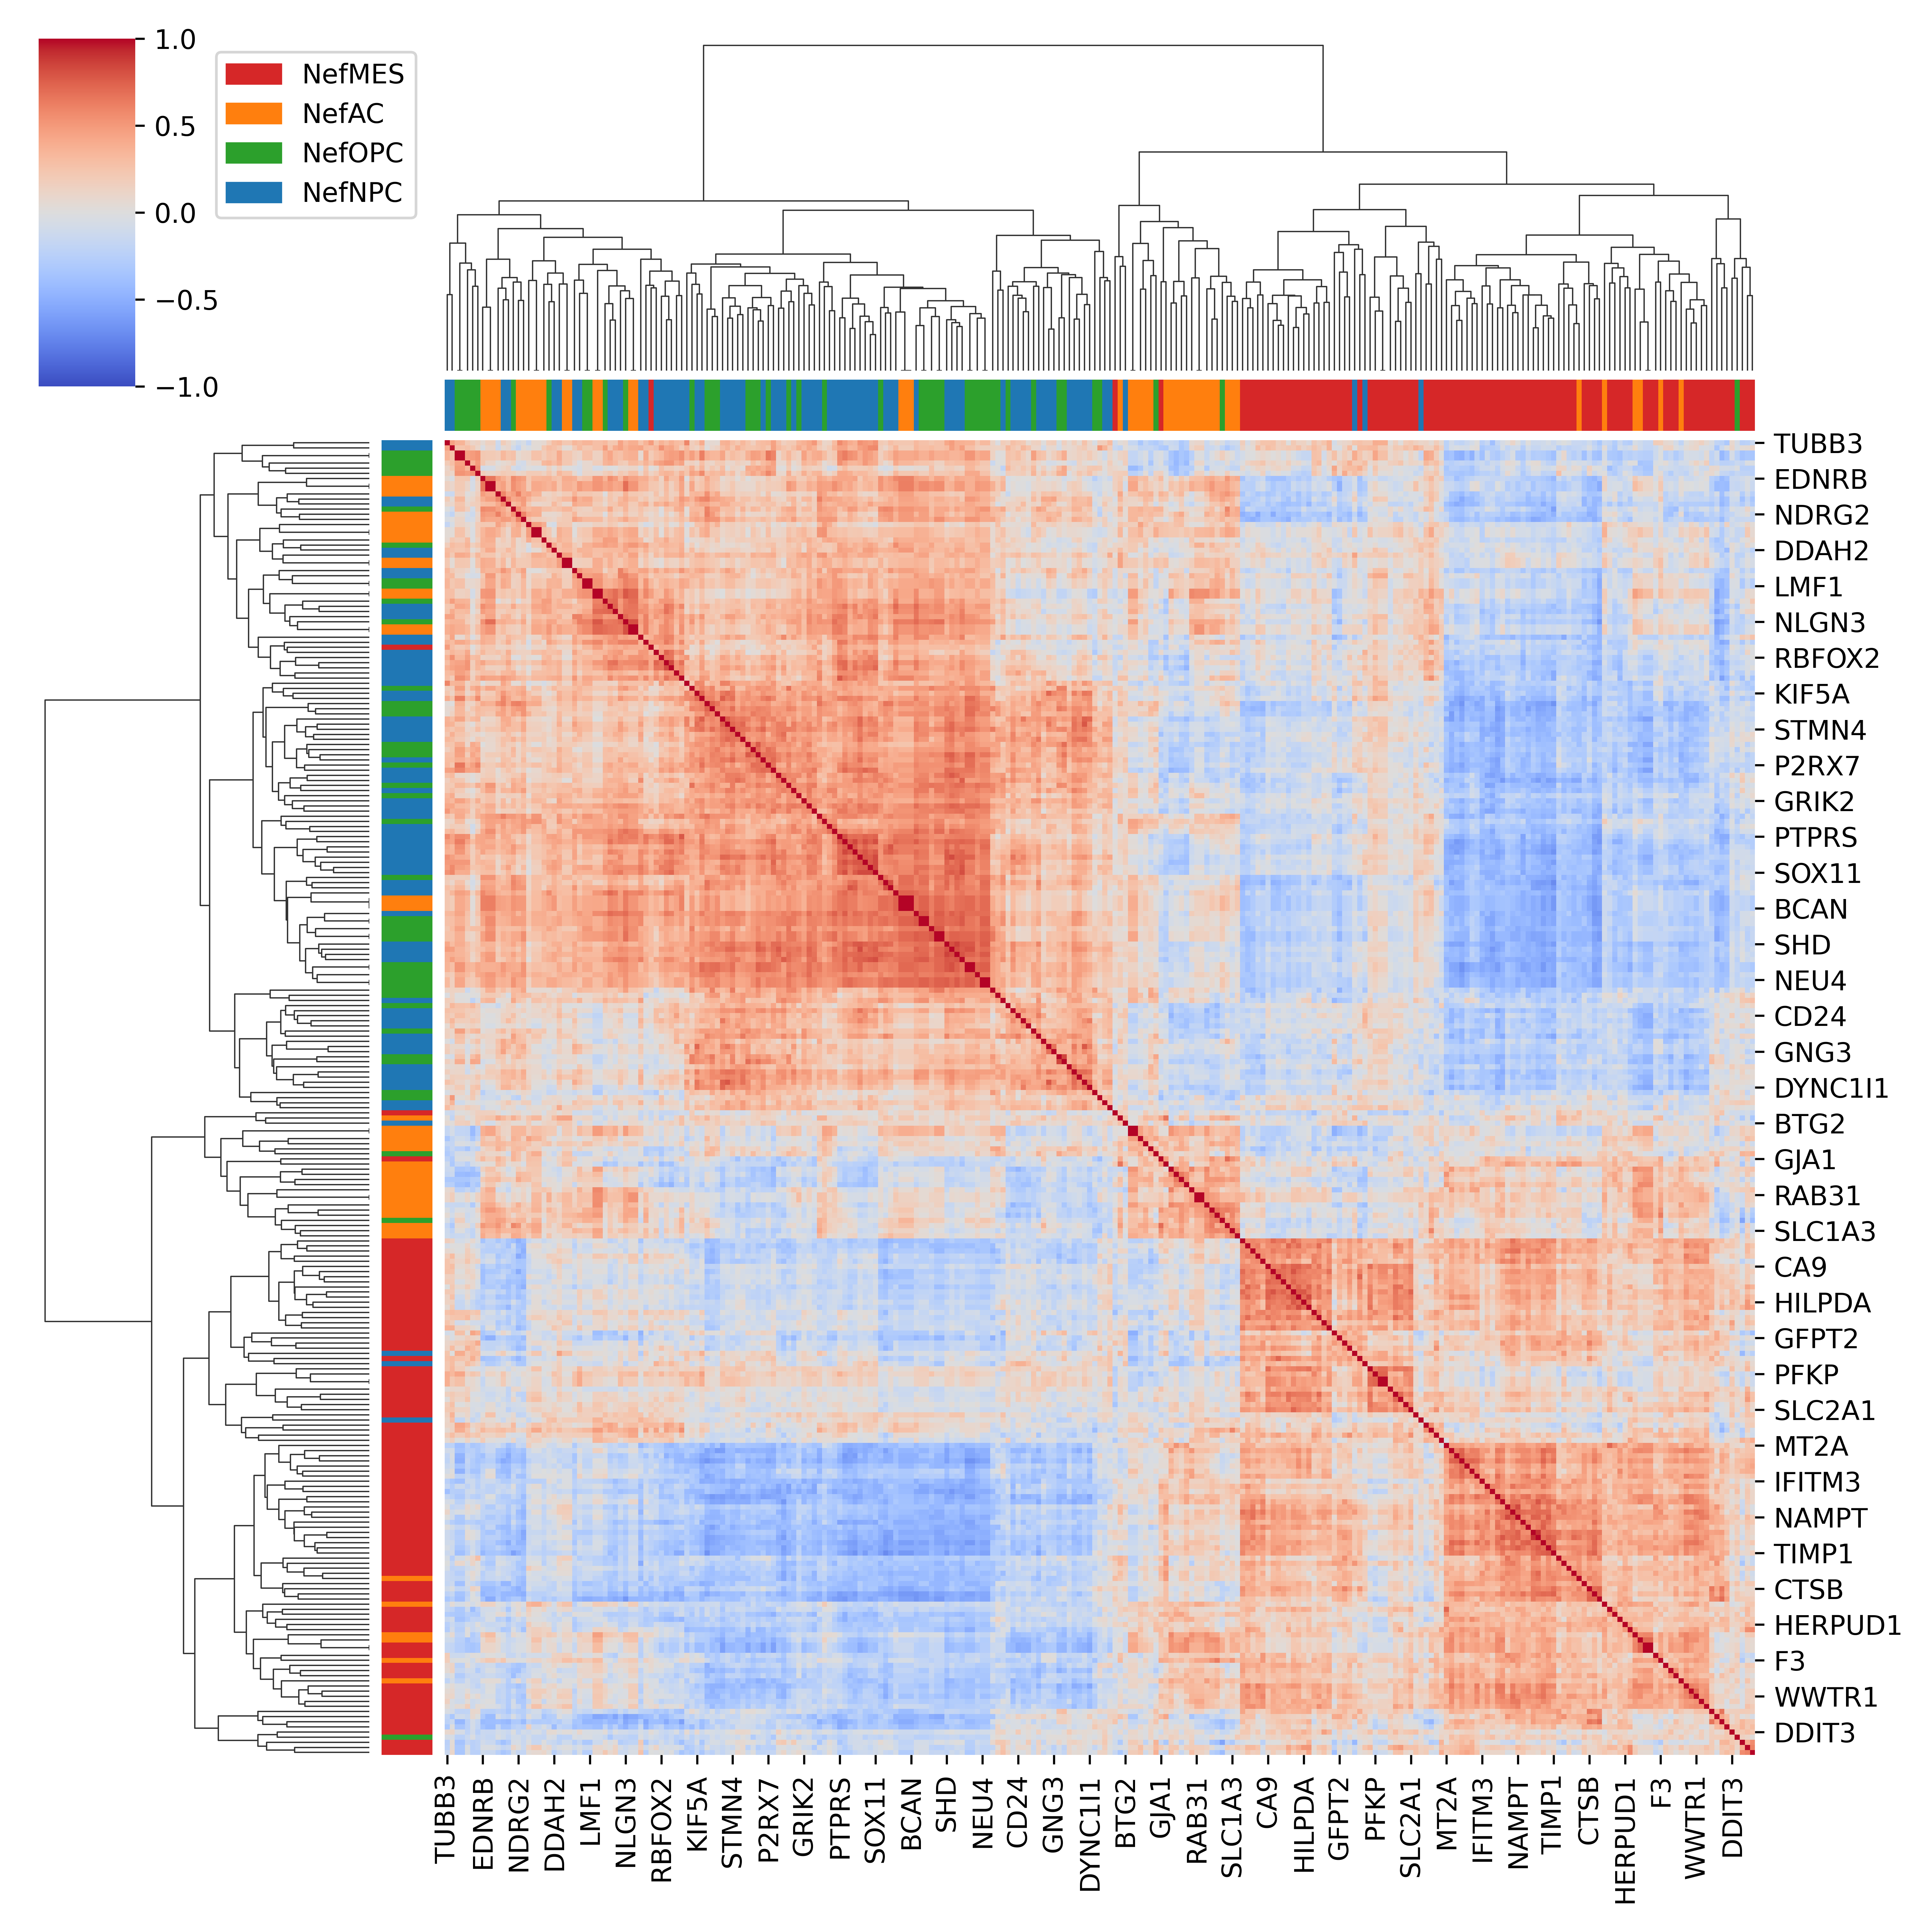 1.0
0.5
0.0
−0.5
−1.0
NefMES
NefAC
NefOPC
NefNPC
TUBB3
EDNRB
NDRG2
DDAH2
LMF1
NLGN3
RBFOX2
KIF5A
STMN4
P2RX7
GRIK2
PTPRS
SOX11
BCAN
SHD
NEU4
CD24
GNG3
DYNC1I1
BTG2
GJA1
RAB31
SLC1A3
CA9
HILPDA
GFPT2
PFKP
SLC2A1
MT2A
IFITM3
NAMPT
TIMP1
CTSB
HERPUD1
F3
WWTR1
DDIT3
TUBB3
EDNRB
NDRG2
DDAH2
LMF1
NLGN3
RBFOX2
KIF5A
STMN4
P2RX7
GRIK2
PTPRS
SOX11
BCAN
SHD
NEU4
CD24
GNG3
DYNC1I1
BTG2
GJA1
RAB31
SLC1A3
CA9
HILPDA
GFPT2
PFKP
SLC2A1
MT2A
IFITM3
NAMPT
TIMP1
CTSB
HERPUD1
F3
WWTR1
DDIT3